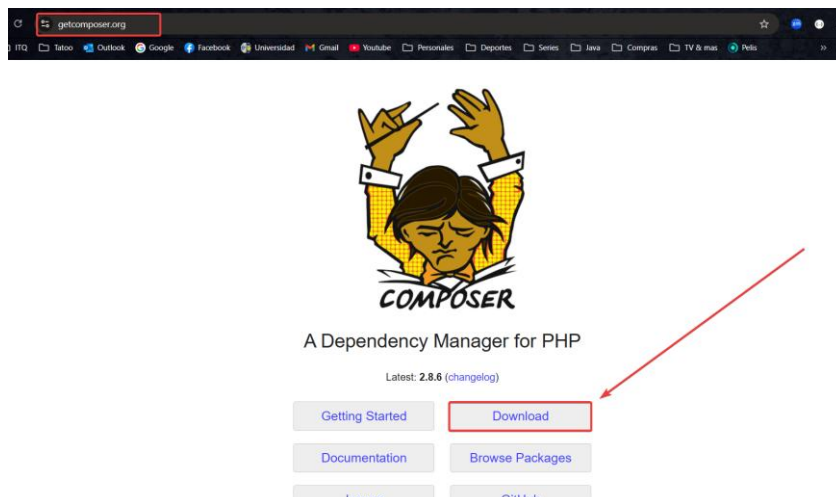 getcomposer.org
ITQ Tatoo Outlook Google Facebook Universidad Gmail Youtube Personales Deportes Series Java Compras TV & mas Pelis »
COMPOSER
A Dependency Manager for PHP
Latest: 2.8.6 (changelog)
Getting Started Download
Documentation Browse Packages
GitHub